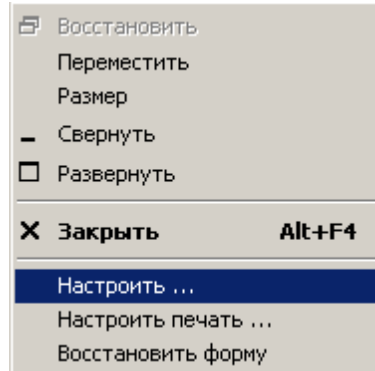 Восстановить
Переместить
Размер
Свернуть
Развернуть
Закрыть Alt+F4
Настроить ...
Настроить печать ...
Восстановить форму